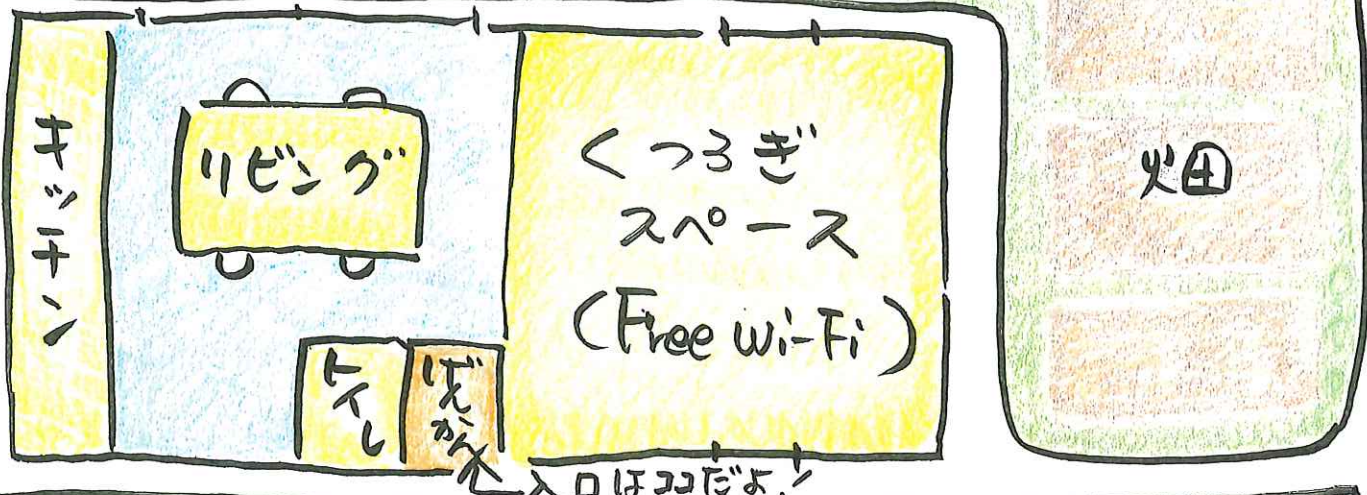 キッチン
リビング
くつろぎ
スペース
(Free Wi-Fi)
トイレ
げんかん
入口はココだよ!
畑